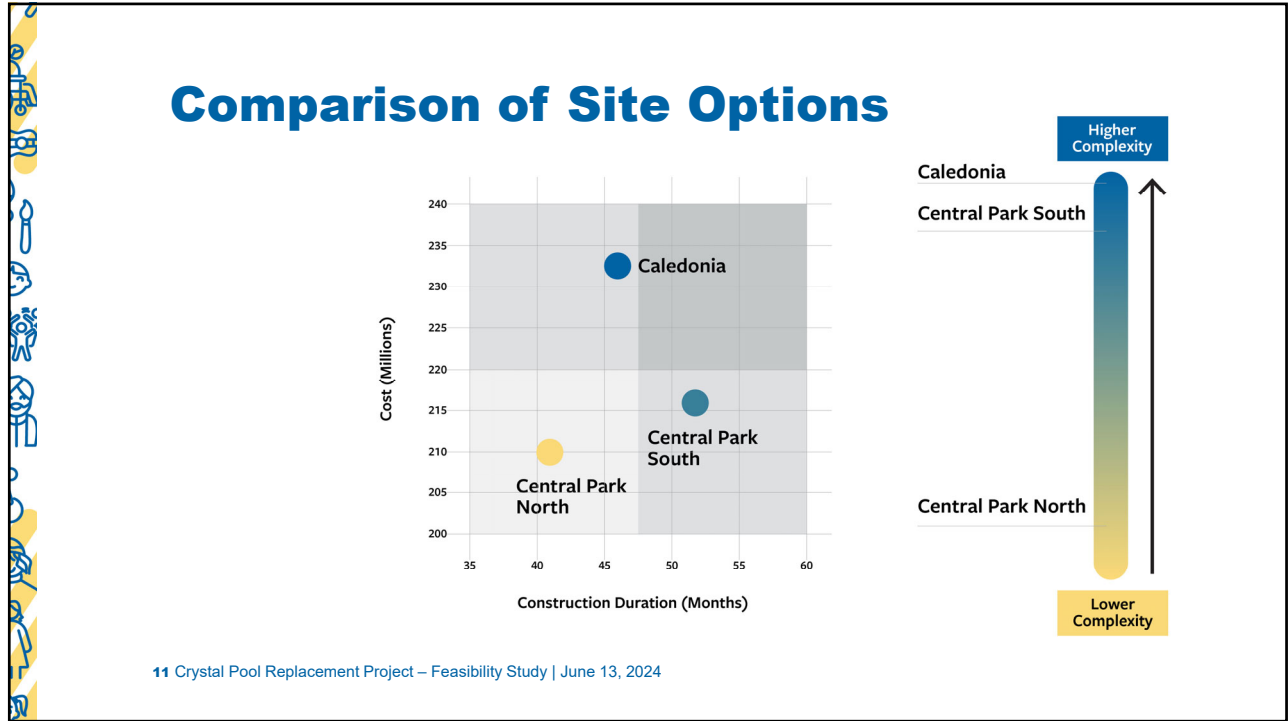 Comparison of Site Options
Cost (Millions)
240
235
230
225
220
215
210
205
200
Caledonia
Central Park
South
Central Park
North
35 40 45 50 55 60
Construction Duration (Months)
Higher
Complexity
Caledonia
Central Park South
Central Park North
Lower
Complexity
11 Crystal Pool Replacement Project – Feasibility Study | June 13, 2024